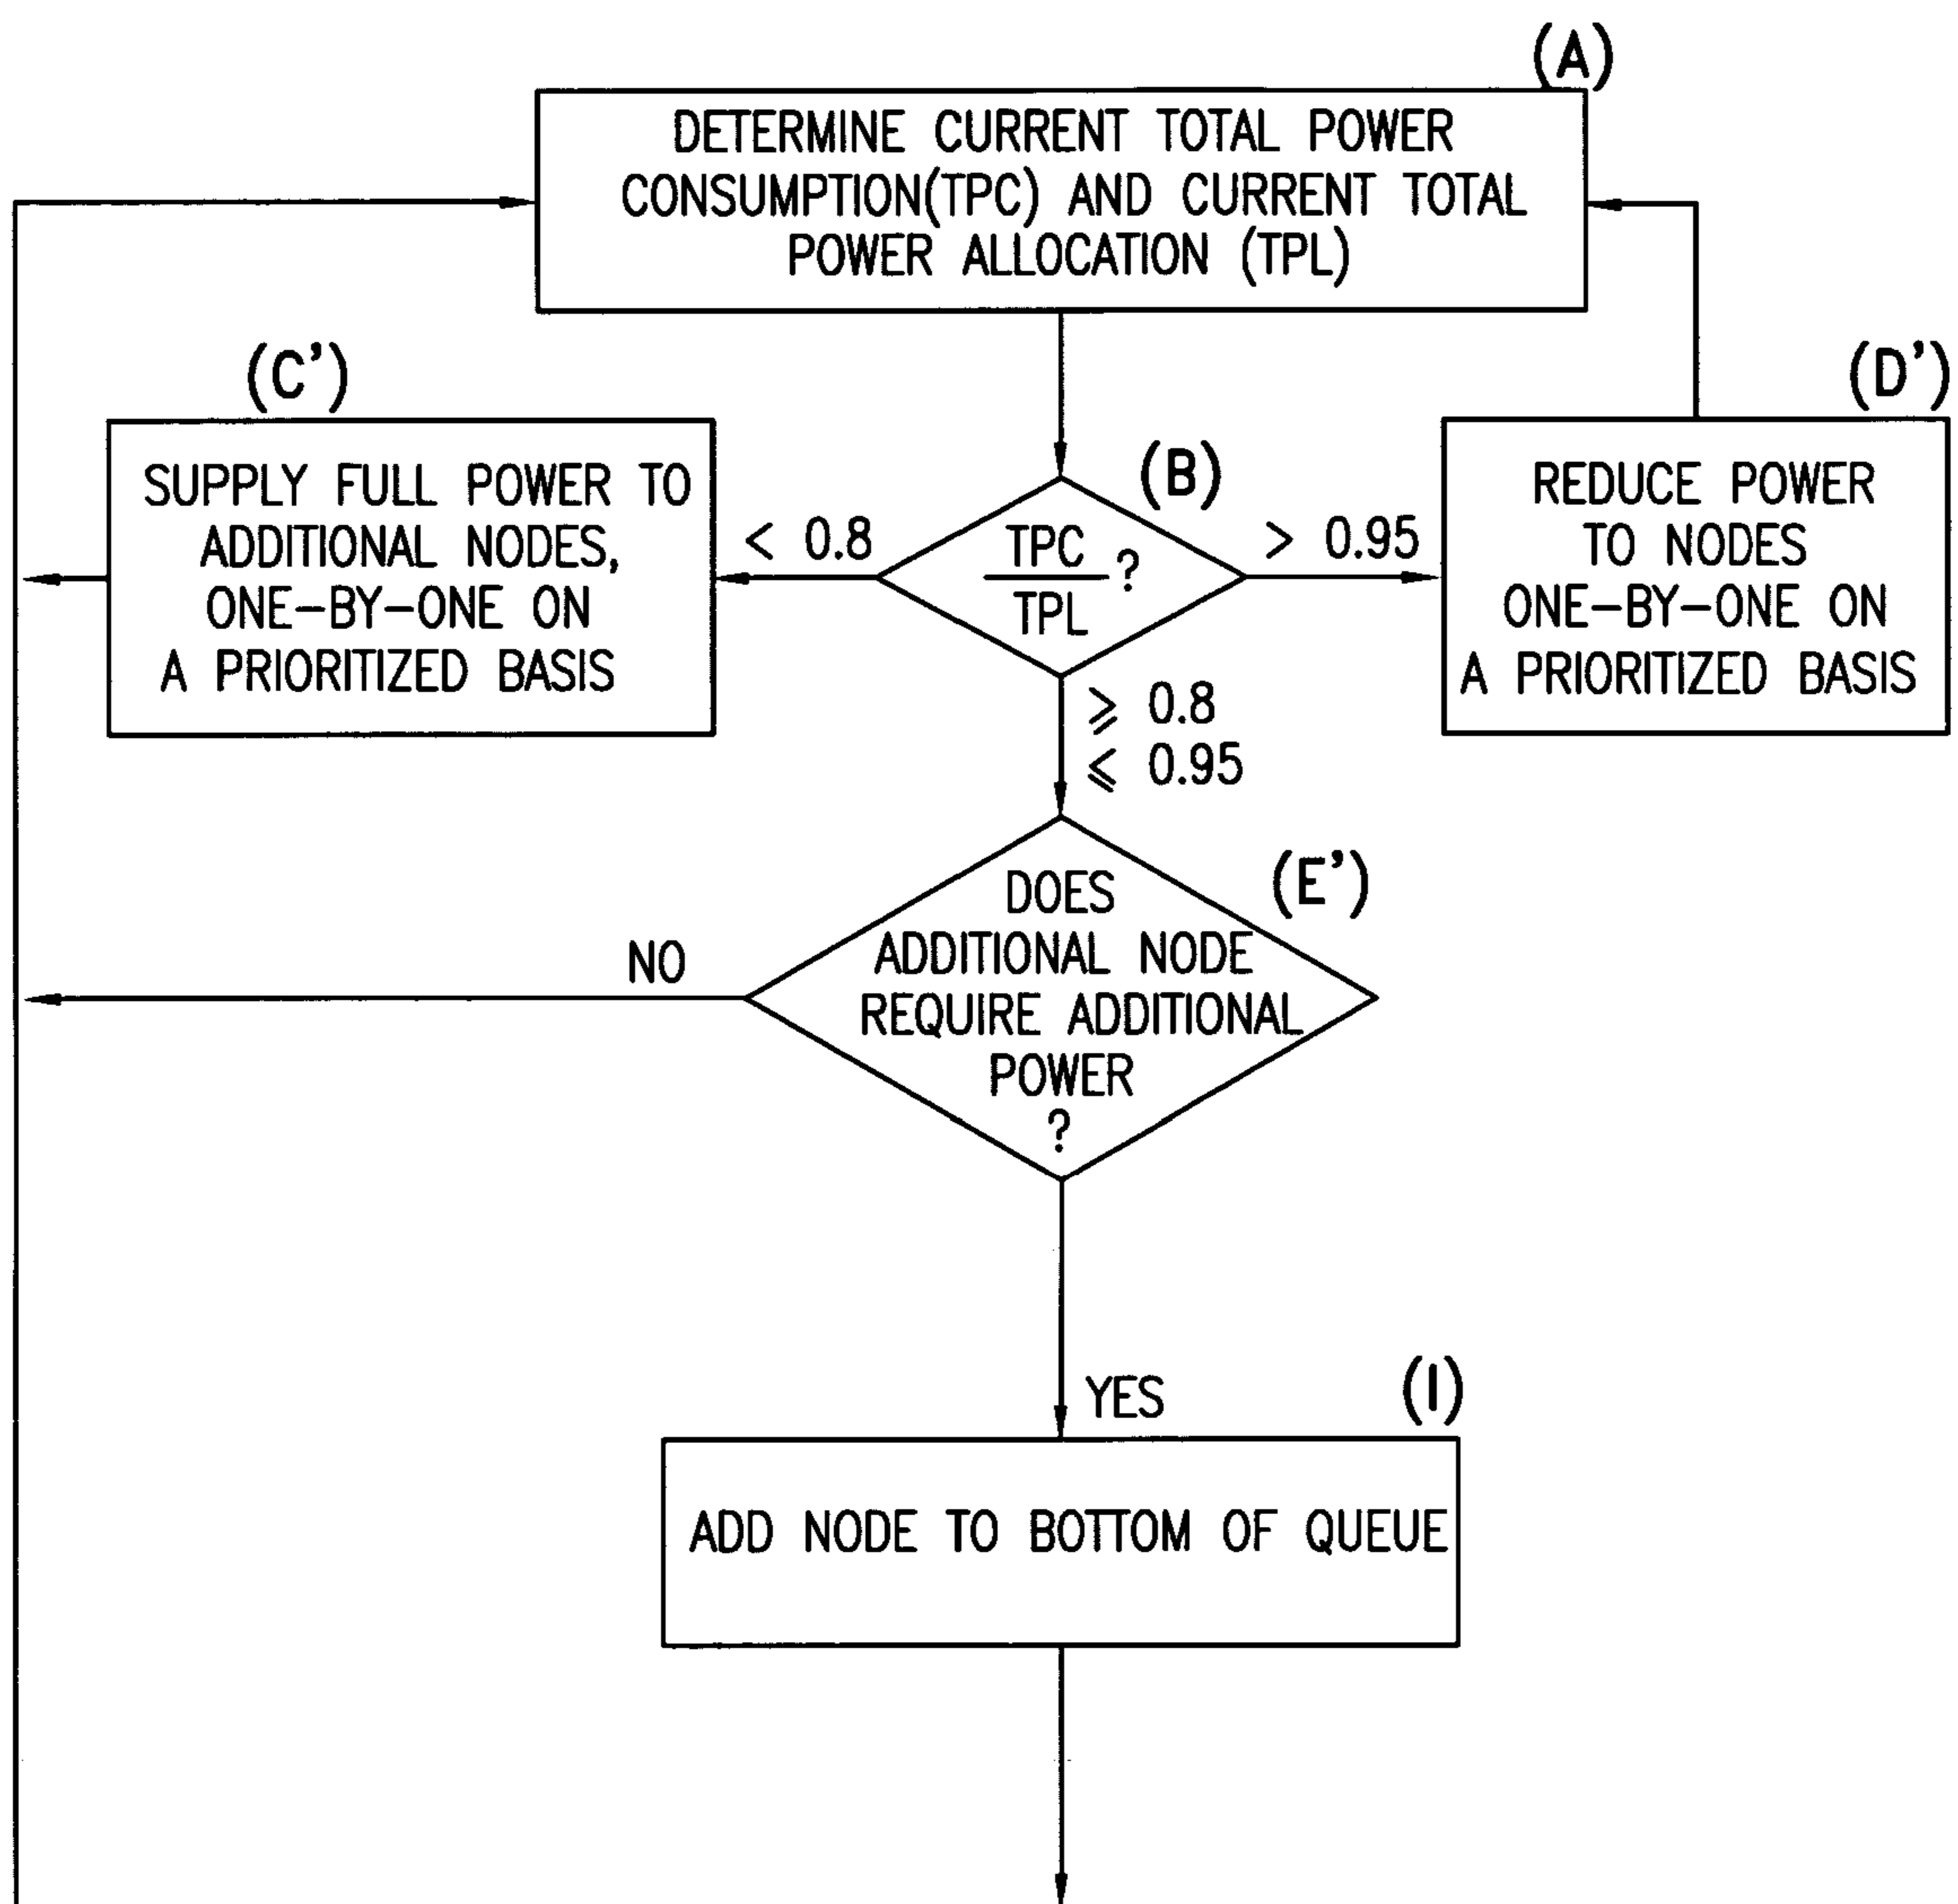 (A)
DETERMINE CURRENT TOTAL POWER
CONSUMPTION(TPC) AND CURRENT TOTAL
POWER ALLOCATION (TPL)
(C')
SUPPLY FULL POWER TO
ADDITIONAL NODES,
ONE-BY-ONE ON
A PRIORITIZED BASIS
< 0.8
(B)
TPC
?
TPL
> 0.95
(D')
REDUCE POWER
TO NODES
ONE-BY-ONE ON
A PRIORITIZED BASIS
⩾ 0.8
⩽ 0.95
(E')
DOES
ADDITIONAL NODE
REQUIRE ADDITIONAL
POWER
?
NO
YES
(I)
ADD NODE TO BOTTOM OF QUEUE